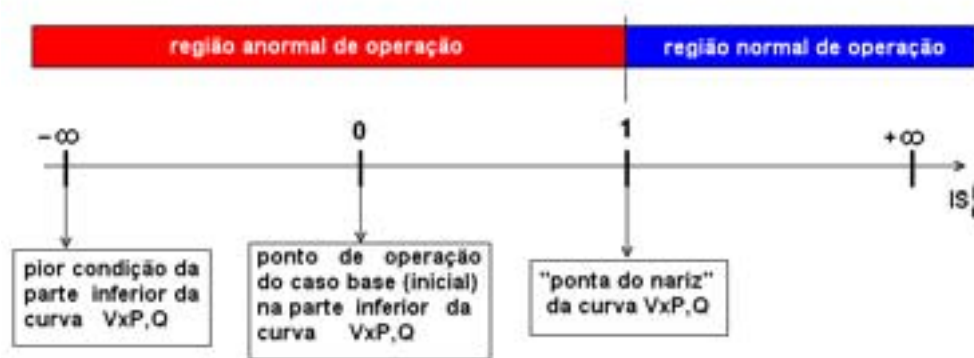 região anormal de operação
região normal de operação
−∞
0
1
+∞
IS
pior condição da
parte inferior da
curva VxP,Q
ponto de operação
do caso base (inicial)
na parte inferior da
curva VxP,Q
"ponta do nariz"
da curva VxP,Q